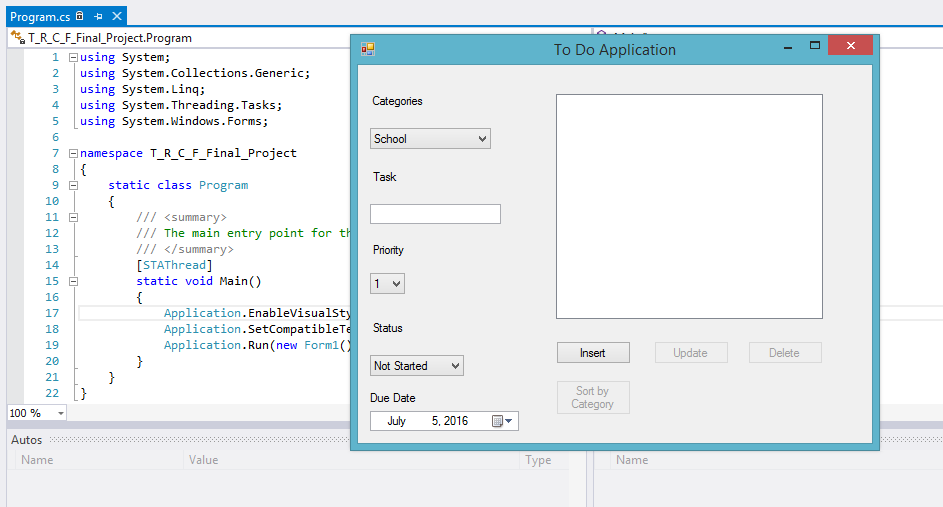 Program.cs
T_R_C_F_Final_Project.Program
1 using System;
2 using System.Collections.Generic;
3 using System.Linq;
4 using System.Threading.Tasks;
5 using System.Windows.Forms;
6
7 namespace T_R_C_F_Final_Project
8 {
9 static class Program
10 {
11 /// <summary>
12 /// The main entry point for th
13 /// </summary>
14 [STAThread]
15 static void Main()
16 {
17 Application.EnableVisualSty
18 Application.SetCompatibleTe
19 Application.Run(new Form1()
20 }
21 }
22 }
100 %
Autos
Name Value Type
Name
To Do Application
Categories
School
Task
Priority
1
Status
Not Started
Due Date
July 5, 2016
Insert Update Delete
Sort by
Category